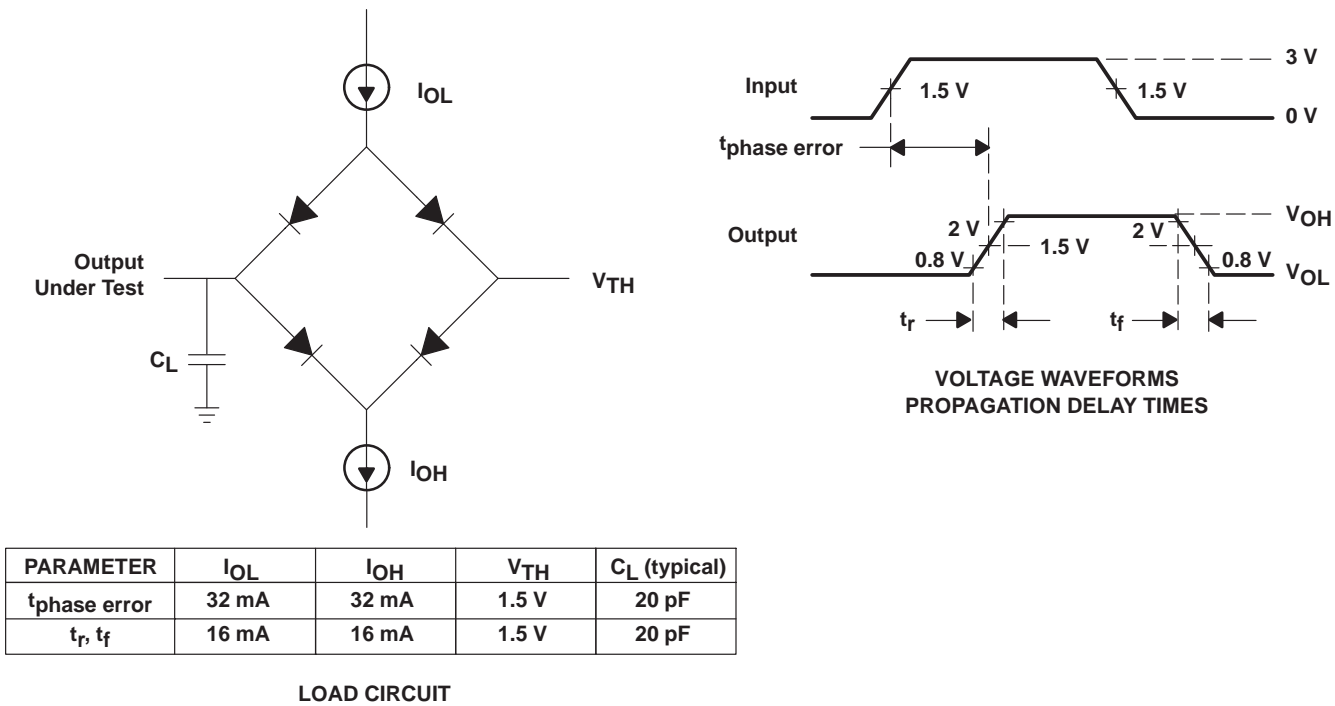 IOL
Output
Under Test
VTH
CL
IOH
PARAMETER IOL IOH VTH CL (typical)
tphase error 32 mA 32 mA 1.5 V 20 pF
tr, tf 16 mA 16 mA 1.5 V 20 pF
LOAD CIRCUIT
3 V
Input 1.5 V 1.5 V
0 V
tphase error
VOH
2 V 2 V
Output 1.5 V
0.8 V 0.8 V
VOL
tr tf
VOLTAGE WAVEFORMS
PROPAGATION DELAY TIMES